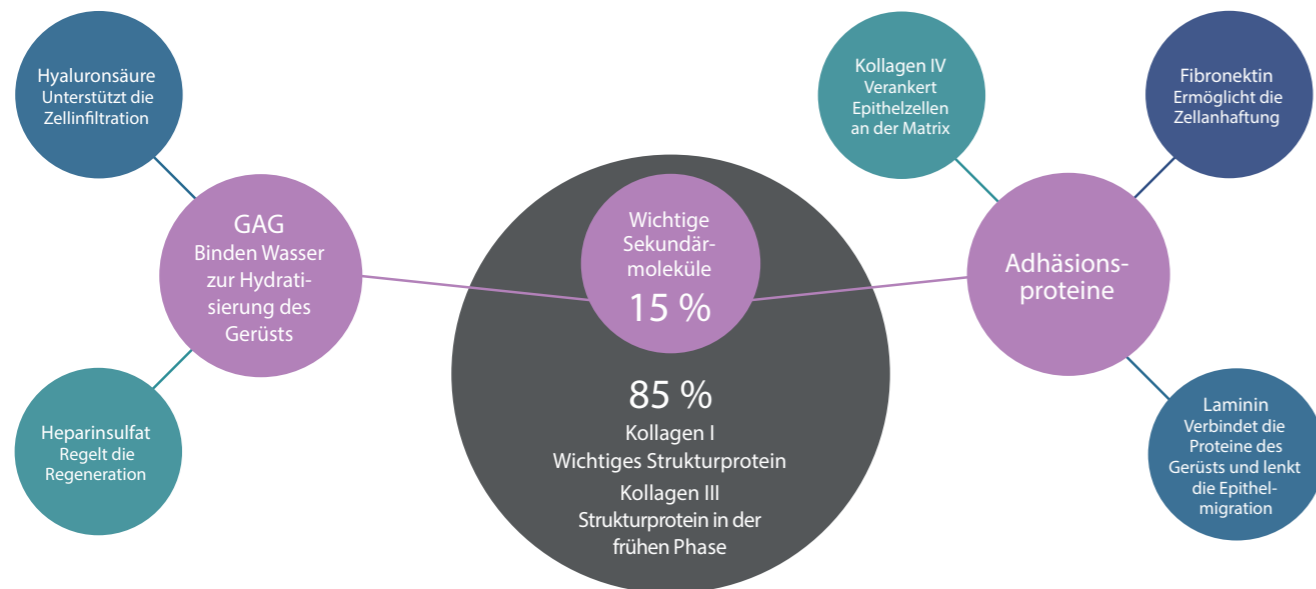 Hyaluronsäure
Unterstützt die
Zellinfiltration
GAG
Binden Wasser
zur Hydrati-
sierung des
Gerüsts
Heparinsulfat
Regelt die
Regeneration
Wichtige
Sekundär-
moleküle
15 %
85 %
Kollagen I
Wichtiges Strukturprotein
Kollagen III
Strukturprotein in der
frühen Phase
Kollagen IV
Verankert
Epithelzellen
an der Matrix
Fibronektin
Ermöglicht die
Zellanhaftung
Adhäsions-
proteine
Laminin
Verbindet die
Proteine des
Gerüsts und lenkt
die Epithel-
migration